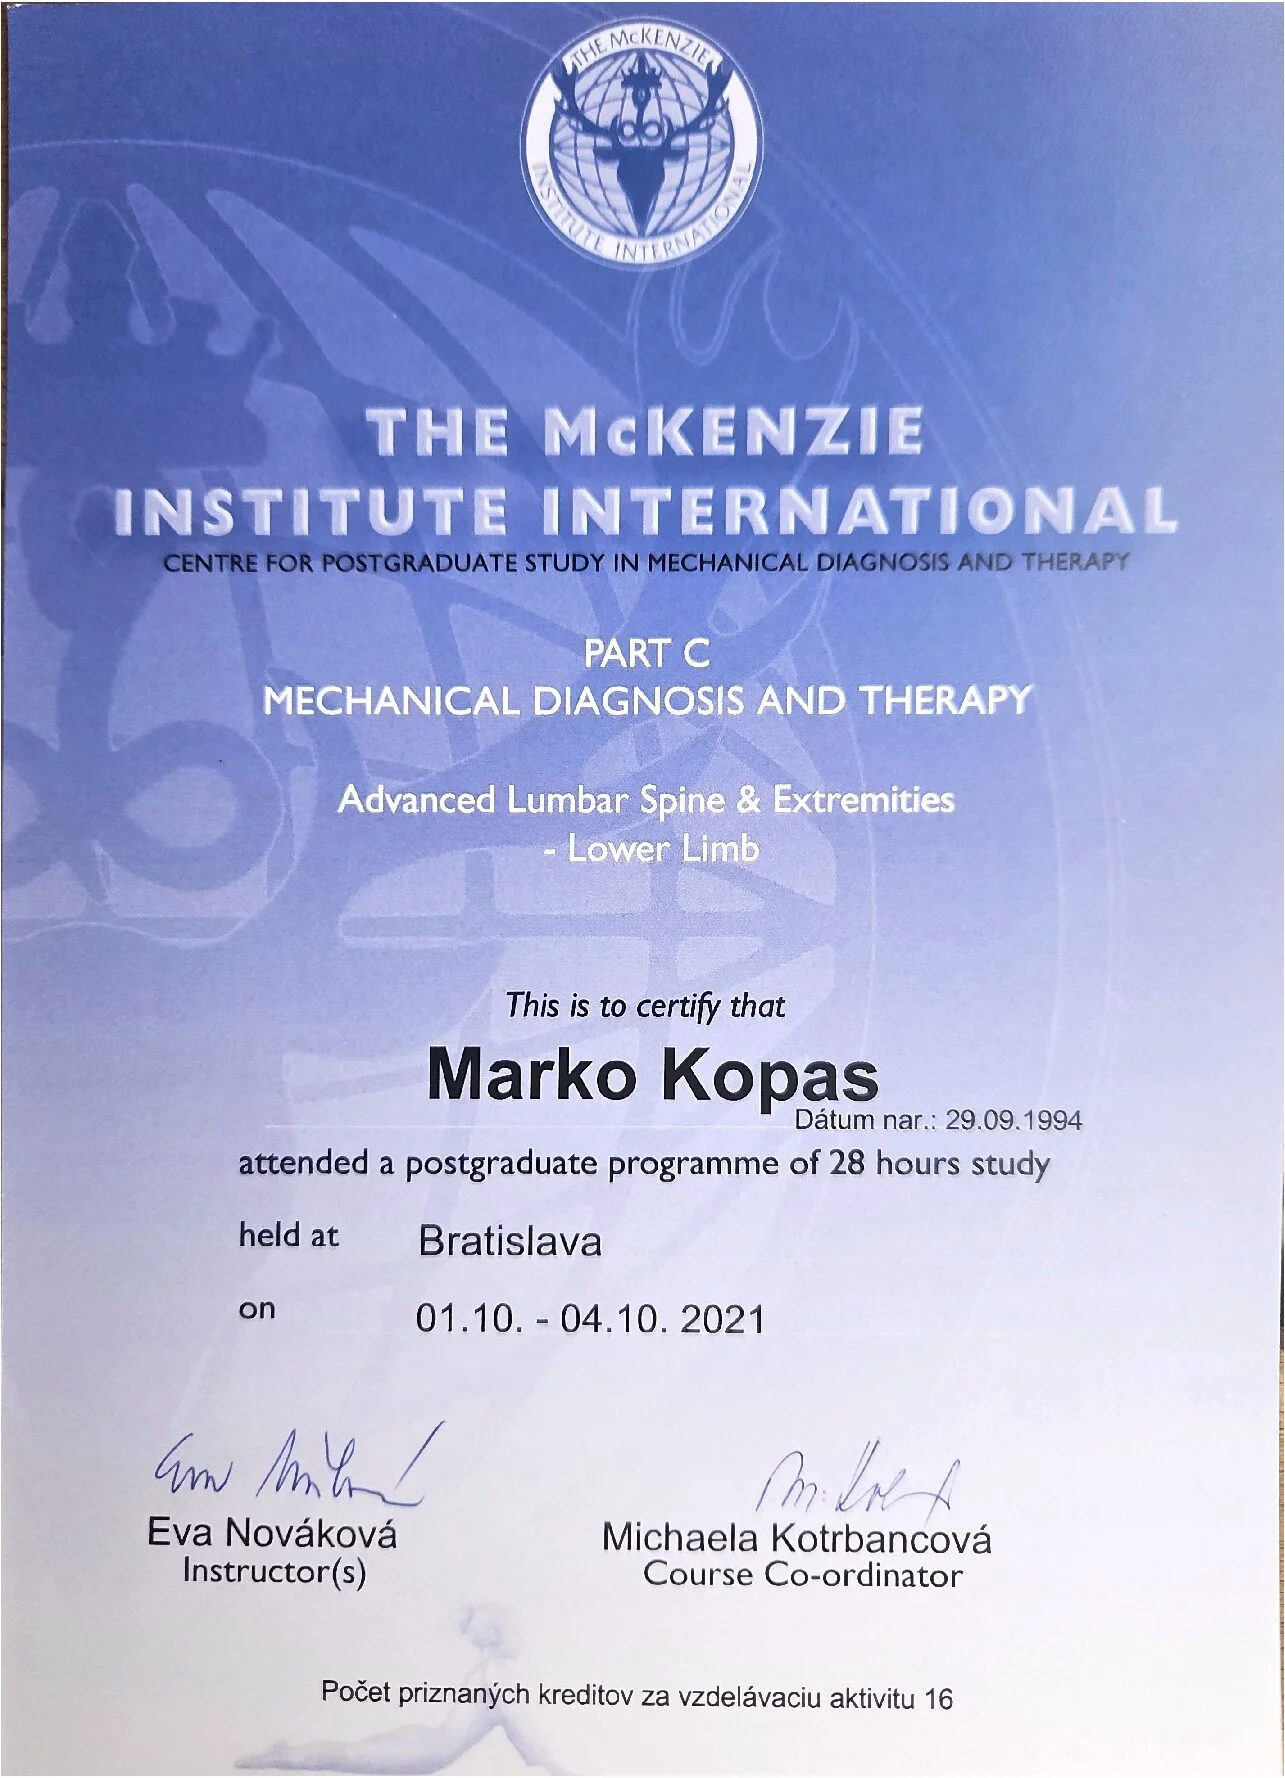 THE McKENZIE
INSTITUTE INTERNATIONAL
THE McKENZIE
INSTITUTE INTERNATIONAL
CENTRE FOR POSTGRADUATE STUDY IN MECHANICAL DIAGNOSIS AND THERAPY
PART C
MECHANICAL DIAGNOSIS AND THERAPY
Advanced Lumbar Spine & Extremities
- Lower Limb
This is to certify that
Marko Kopas
Dátum nar.: 29.09.1994
attended a postgraduate programme of 28 hours study
held at Bratislava
on 01.10. - 04.10. 2021
Eva Nováková
Instructor(s)
Michaela Kotrbancová
Course Co-ordinator
Počet priznaných kreditov za vzdelávaciu aktivitu 16